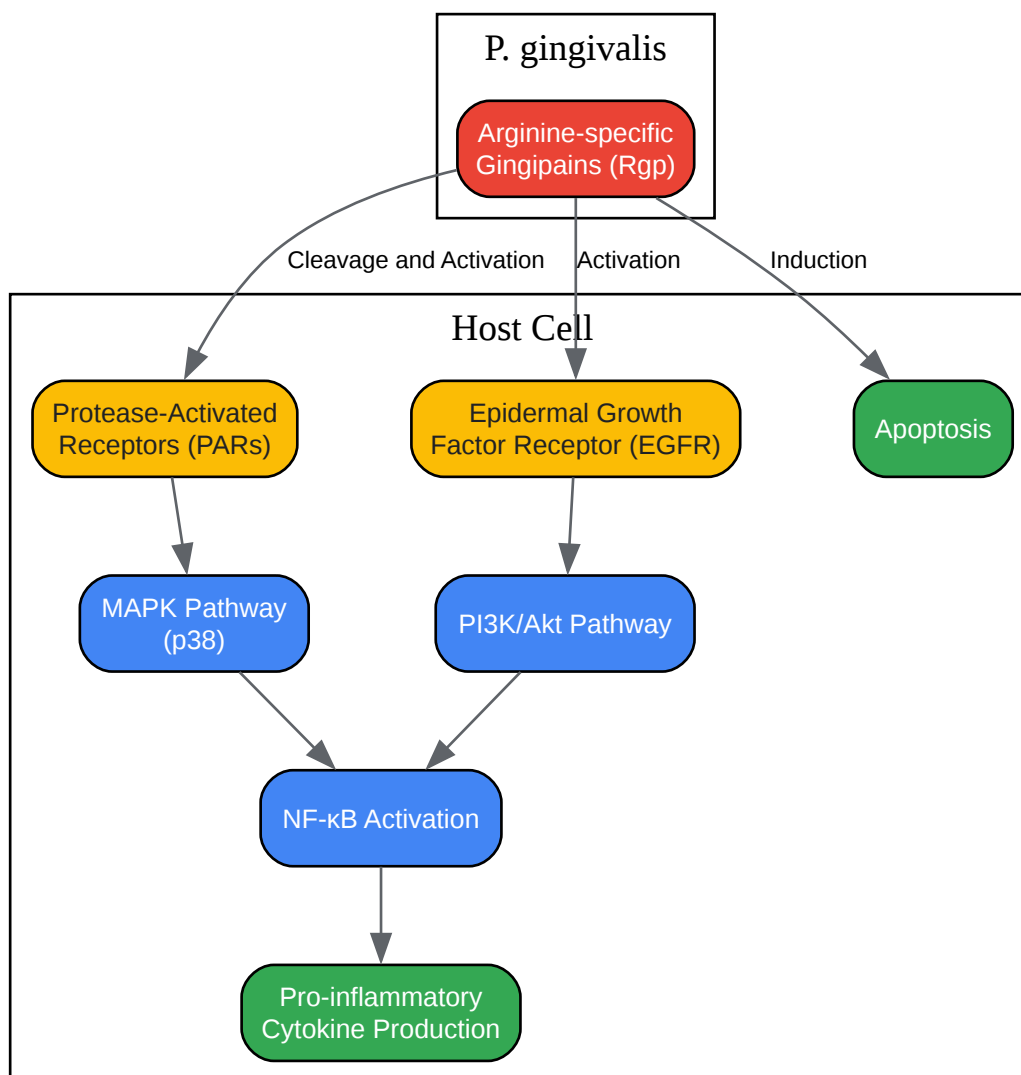 P. gingivalis
Arginine-specific
Gingipains (Rgp)
Cleavage and Activation
Activation
Induction
Host Cell
Protease-Activated
Receptors (PARs)
Epidermal Growth
Factor Receptor (EGFR)
Apoptosis
MAPK Pathway
(p38)
PI3K/Akt Pathway
NF-κB Activation
Pro-inflammatory
Cytokine Production